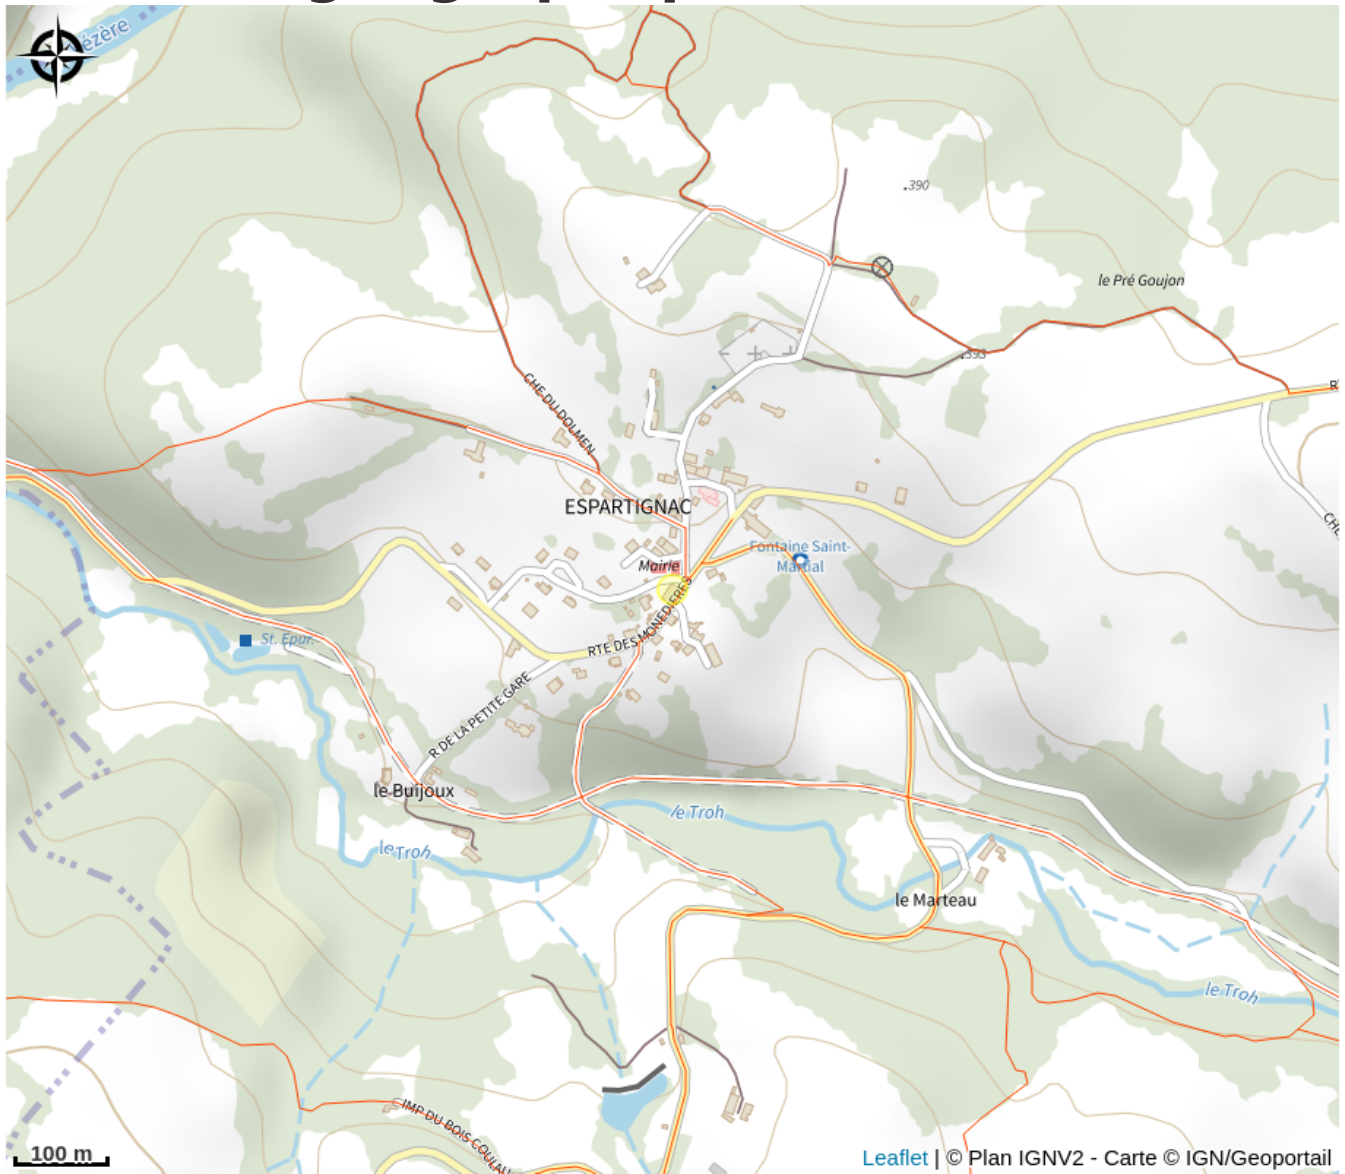 ézère
.390
le Pré Goujon
.393
CHE DU DOLMEN
ESPARTIGNAC
Fontaine Saint-
Martial
Mairie
RTE DES MONEDIERES
St. Epur.
R DE LA PETITE GARE
le Buijoux
le Troh
le Troh
le Marteau
le Troh
IMP DU BOIS COULAU
100 m
Leaflet | © Plan IGNV2 - Carte © IGN/Geoportail